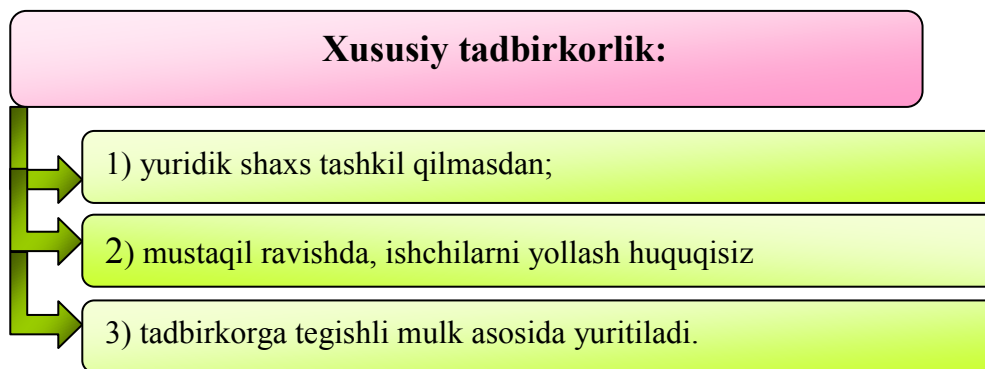 Xususiy tadbirkorlik:
1) yuridik shaxs tashkil qilmasdan;
2) mustaqil ravishda, ishchilarni yollash huquqisiz
3) tadbirkorga tegishli mulk asosida yuritiladi.